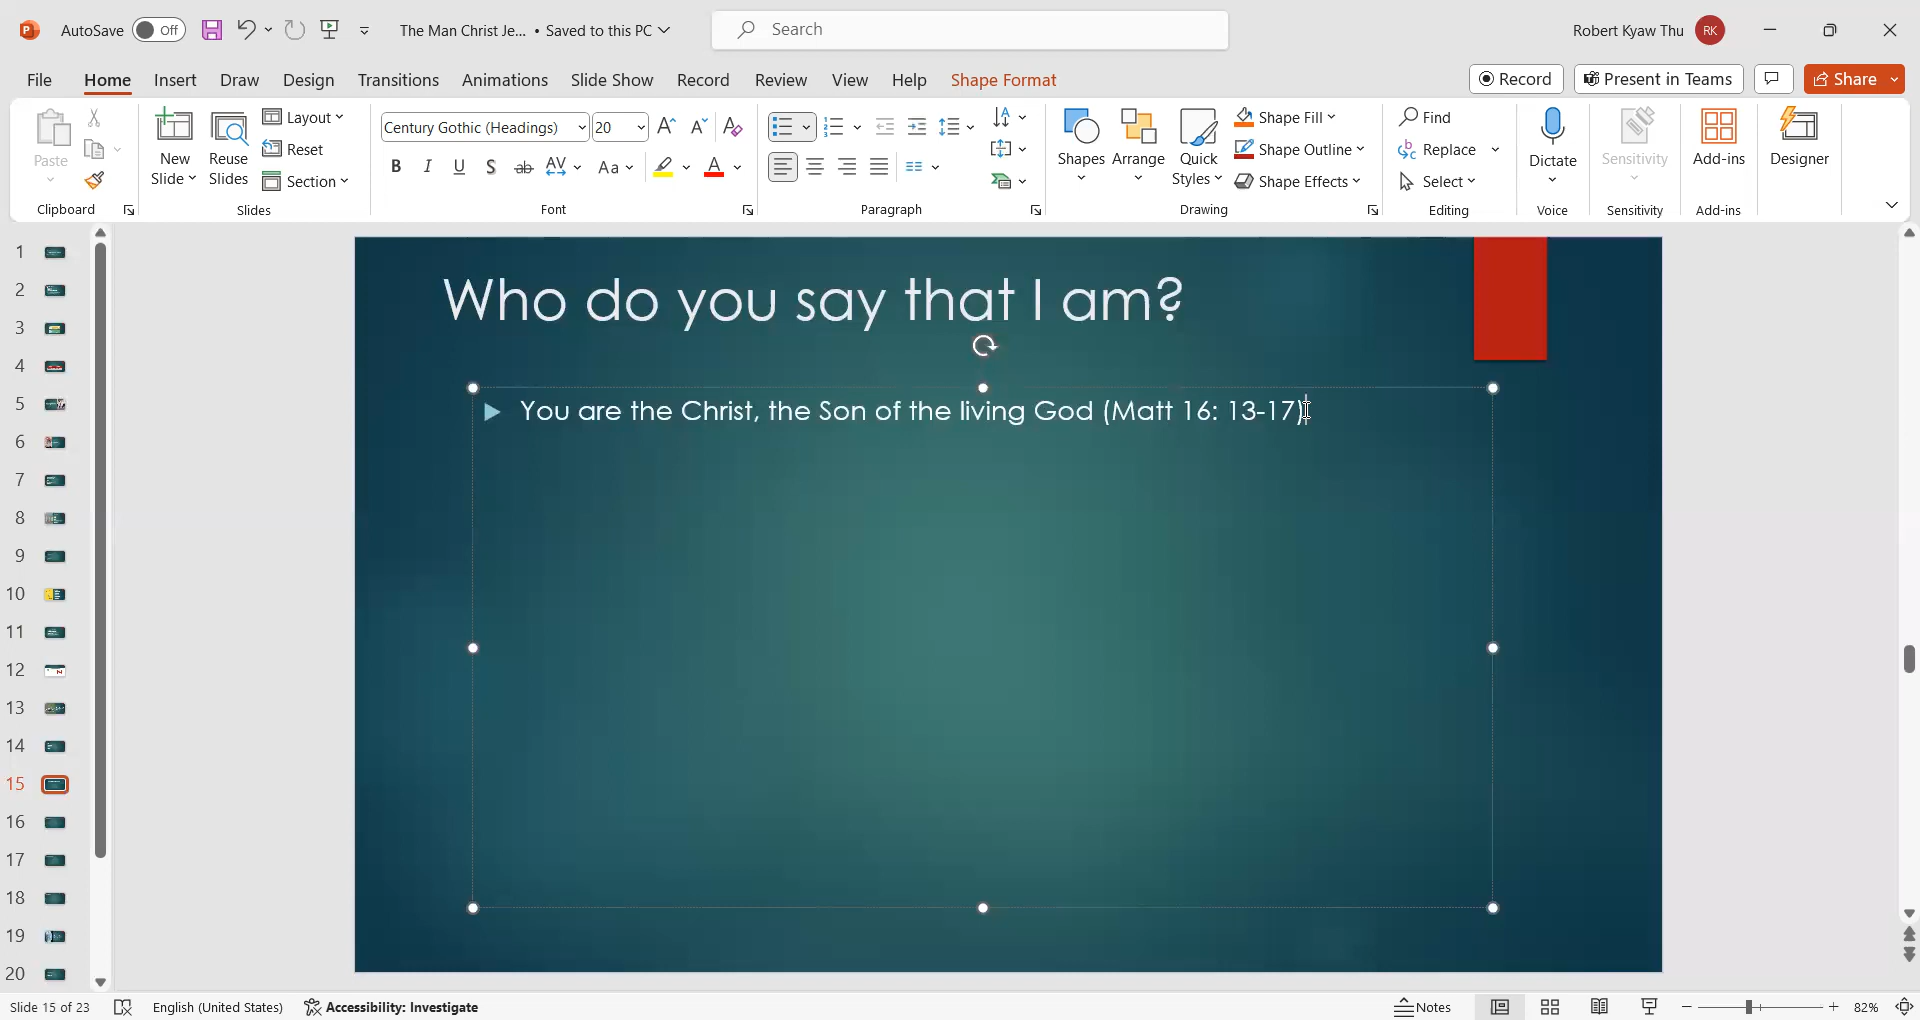 AutoSave Off The Man Christ Je... • Saved to this PC Search Robert Kyaw Thu RK
File Home Insert Draw Design Transitions Animations Slide Show Record Review View Help Shape Format Record Present in Teams Share
Paste
Clipboard
New Slide
Reuse Slides
Layout
Reset
Section
Slides
Century Gothic (Headings) 20
B I U S ab AV Aa A
Font
Paragraph
Shapes
Arrange
Quick Styles
Shape Fill
Shape Outline
Shape Effects
Drawing
Find
Replace
Select
Editing
Dictate
Voice
Sensitivity
Sensitivity
Add-ins
Add-ins
Designer
1
2
3
4
5
6
7
8
9
10
11
12
13
14
15
16
17
18
19
20
Who do you say that I am?
You are the Christ, the Son of the living God (Matt 16: 13-17)
Slide 15 of 23 English (United States) Accessibility: Investigate Notes 82%